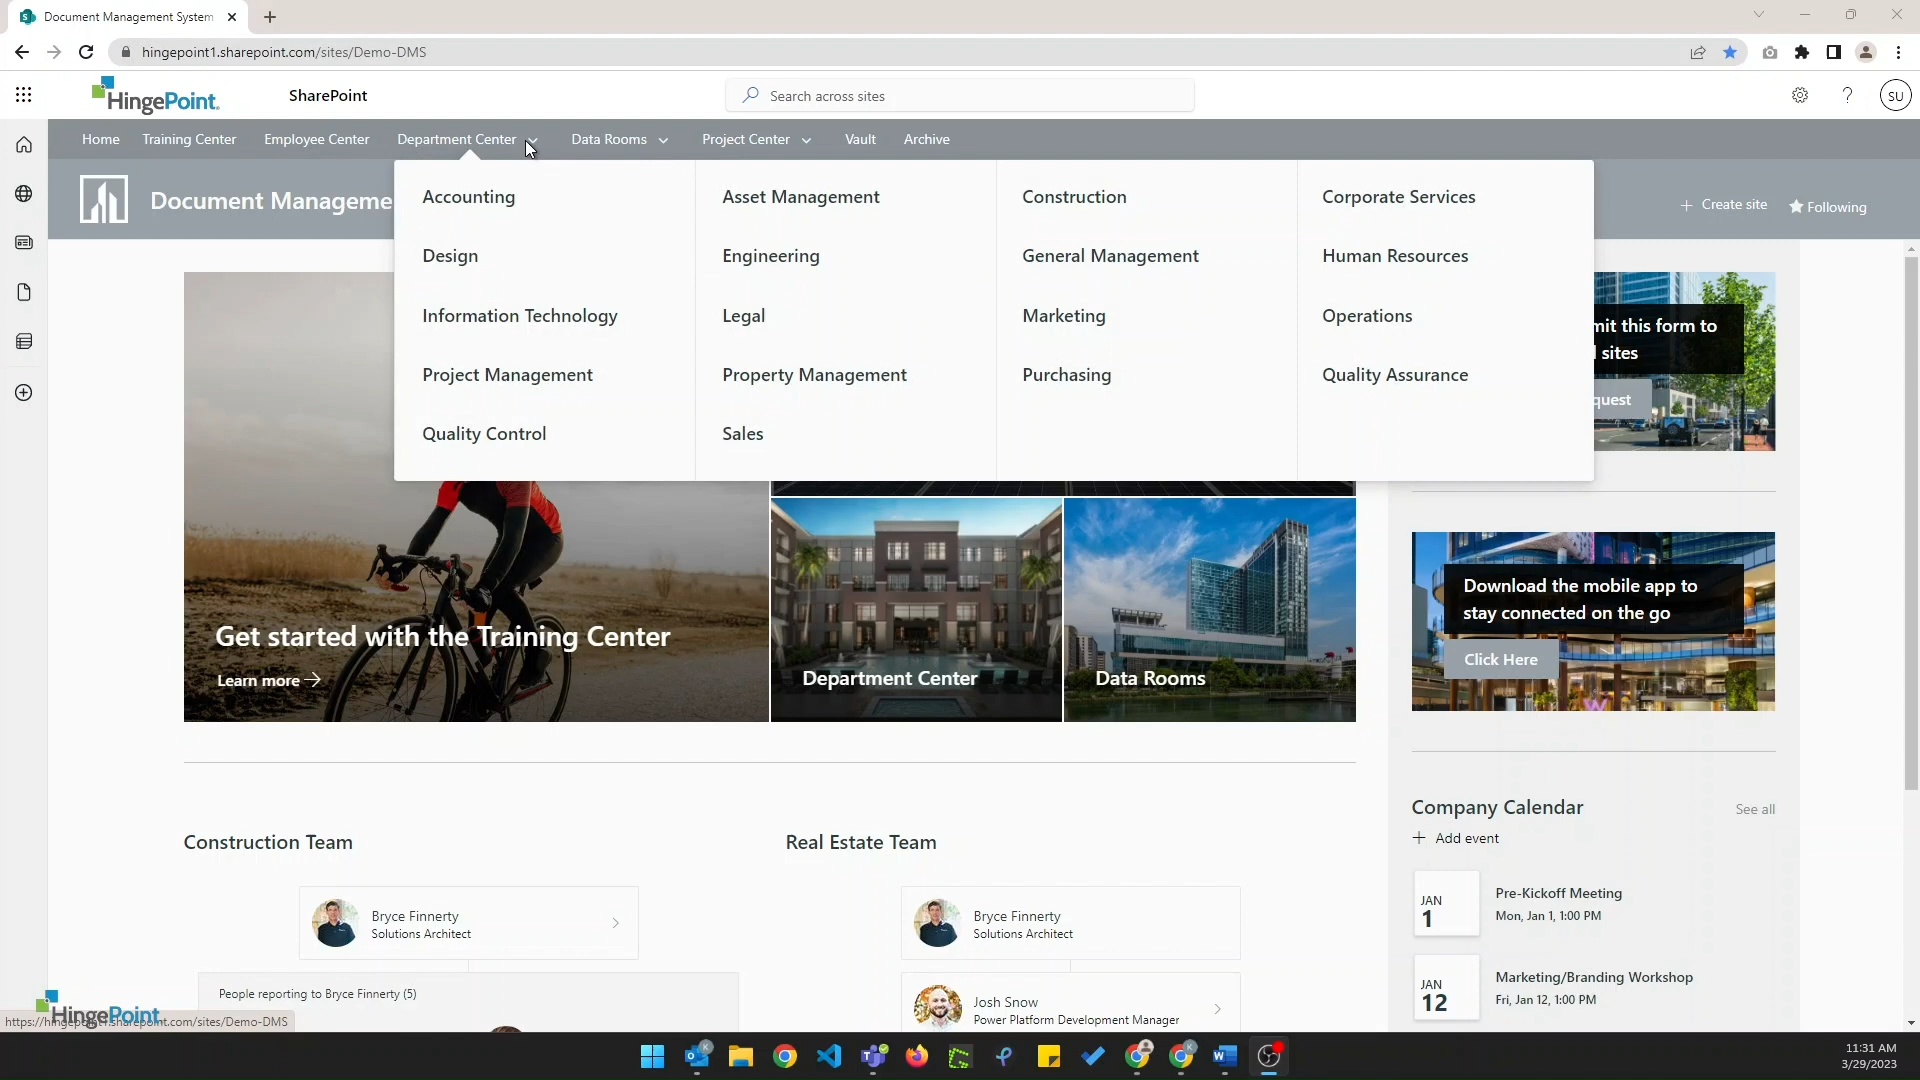 Document Management System
hingepoint1.sharepoint.com/sites/Demo-DMS
HingePoint.
SharePoint
Search across sites
SU
Home
Training Center
Employee Center
Department Center
Data Rooms
Project Center
Vault
Archive
Document Manageme
Create site
Following
Accounting
Asset Management
Construction
Corporate Services
Design
Engineering
General Management
Human Resources
Information Technology
Legal
Marketing
Operations
Project Management
Property Management
Purchasing
Quality Assurance
Quality Control
Sales
mit this form to
sites
quest
Get started with the Training Center
Learn more
Department Center
Data Rooms
Download the mobile app to
stay connected on the go
Click Here
Company Calendar
See all
Add event
JAN
1
Pre-Kickoff Meeting
Mon, Jan 1, 1:00 PM
JAN
12
Marketing/Branding Workshop
Fri, Jan 12, 1:00 PM
Construction Team
Bryce Finnerty
Solutions Architect
People reporting to Bryce Finnerty (5)
Real Estate Team
Bryce Finnerty
Solutions Architect
Josh Snow
Power Platform Development Manager
HingePoint
https://hingepoint1.sharepoint.com/sites/Demo-DMS
11:31 AM
3/29/2023